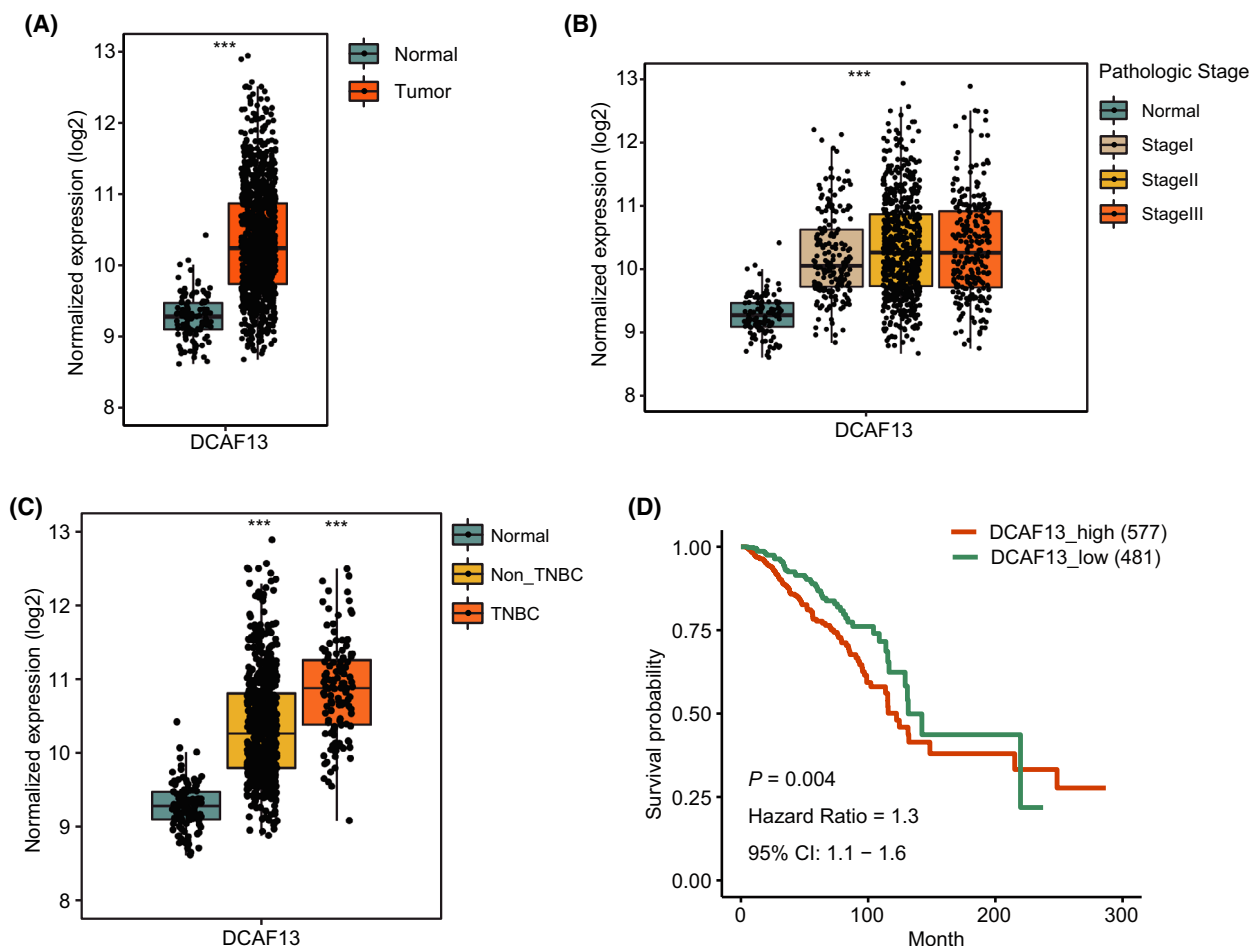 (A)
***
13
12
11
10
9
8
Normalized expression (log2)
DCAF13
Normal
Tumor
(B)
***
13
12
11
10
9
8
Normalized expression (log2)
DCAF13
Pathologic Stage
Normal
StageI
StageII
StageIII
(C)
***
***
13
12
11
10
9
8
Normalized expression (log2)
DCAF13
Normal
Non_TNBC
TNBC
(D)
DCAF13_high (577)
DCAF13_low (481)
1.00
0.75
0.50
0.25
0.00
Survival probability
P = 0.004
Hazard Ratio = 1.3
95% CI: 1.1 − 1.6
0
100
200
300
Month